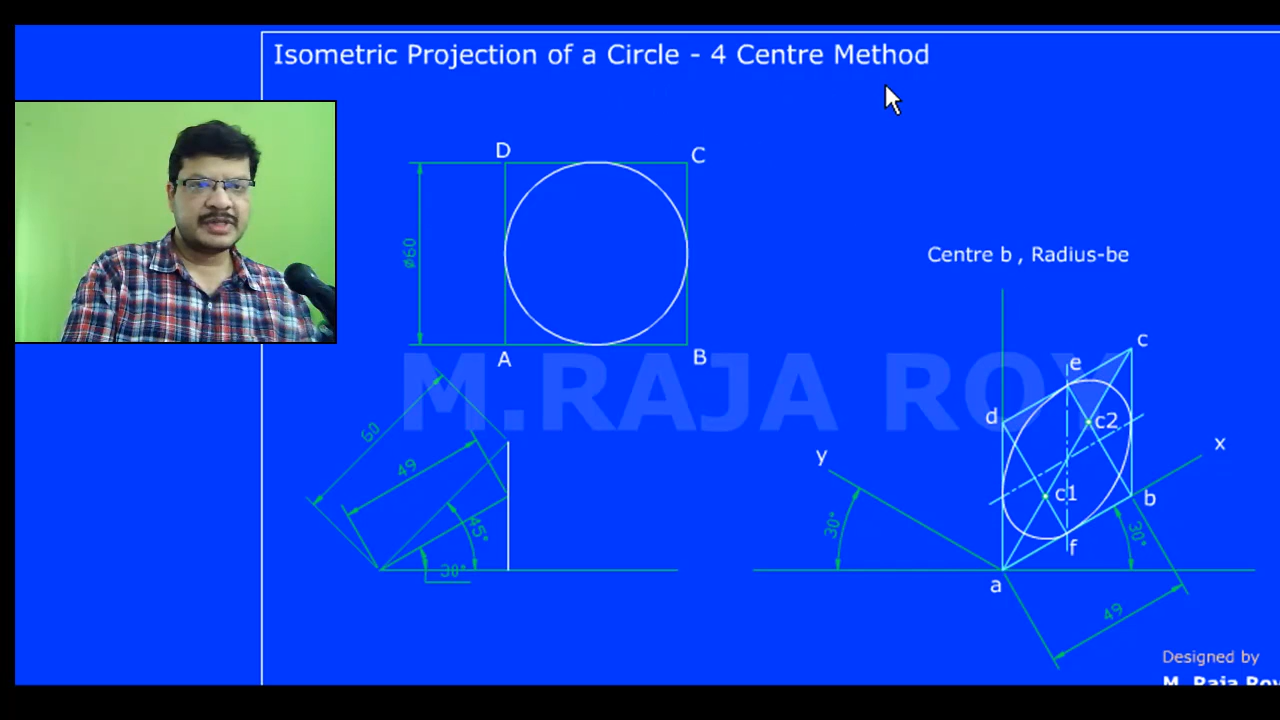 Isometric Projection of a Circle - 4 Centre Method
D
C
ø60
A
B
M.RAJA ROY
60
49
45°
30°
Centre b , Radius-be
c
e
d
c2
y
x
c1
b
30°
f
30°
a
49
Designed by
M. Raja Roy